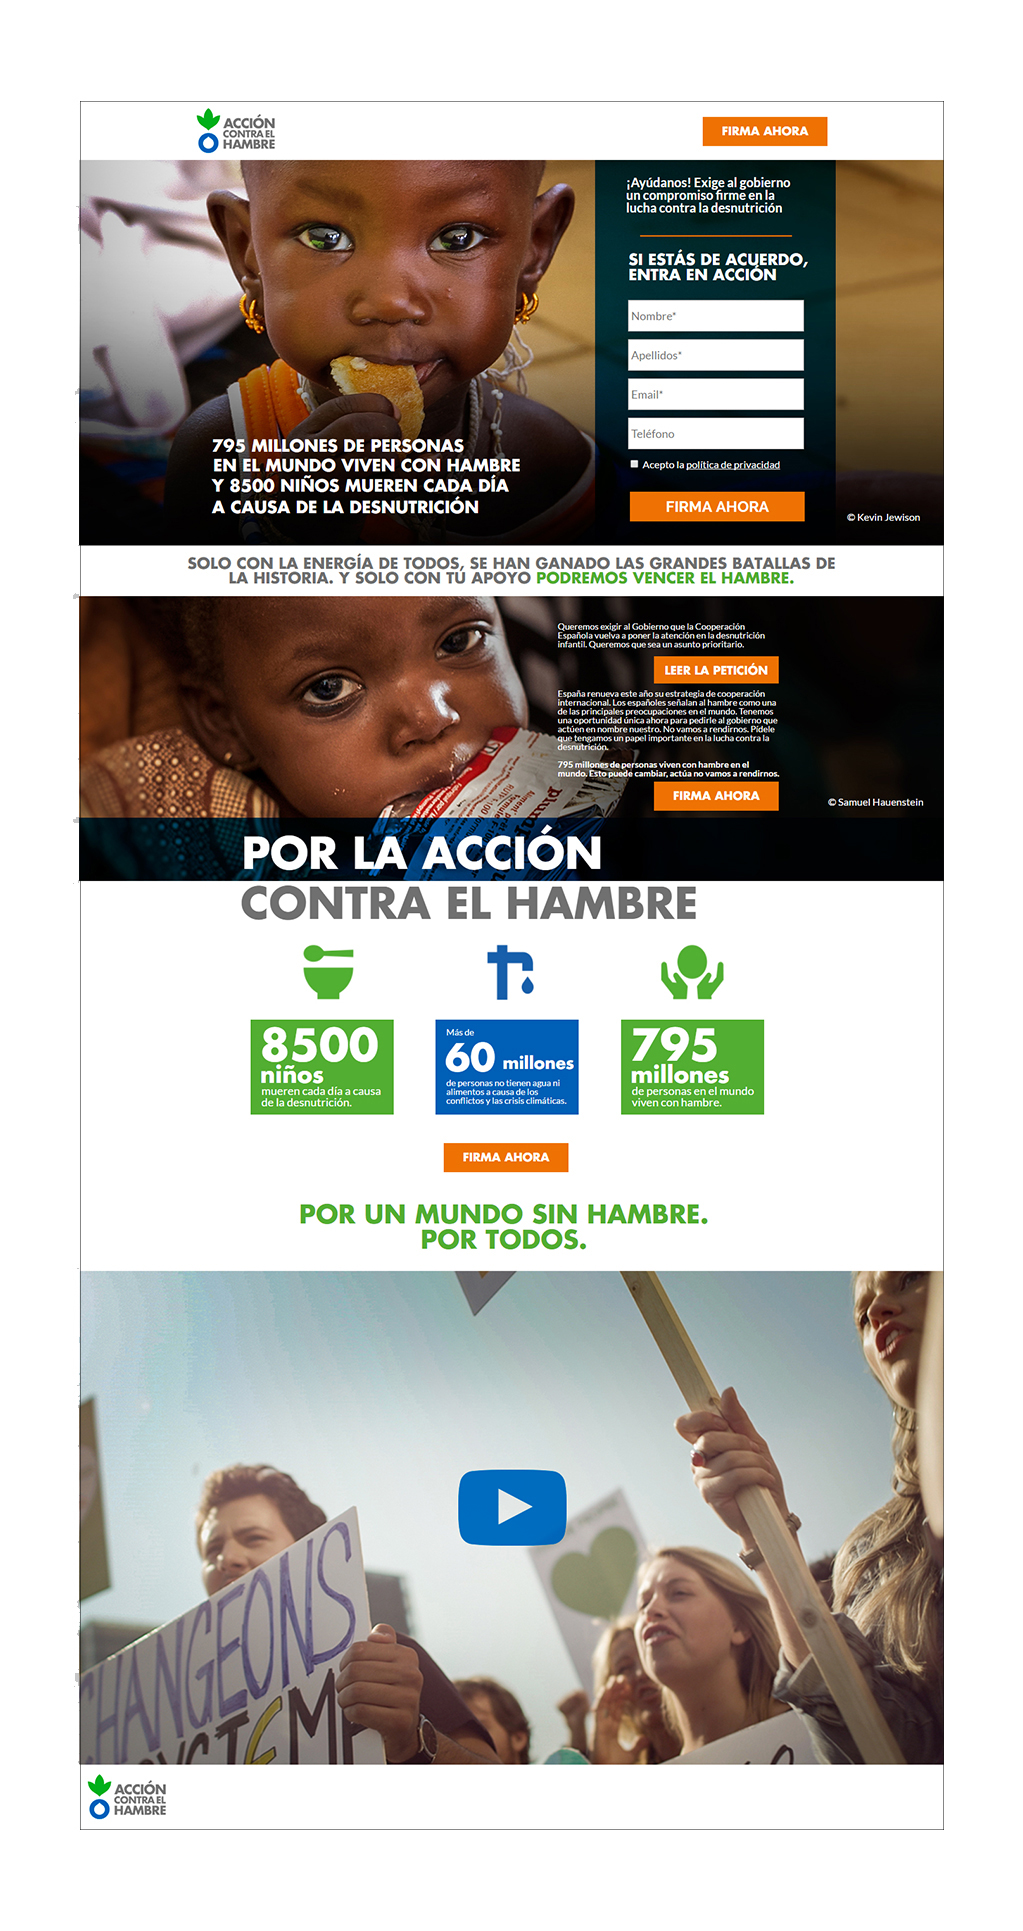 ACCIÓN
CONTRA EL
HAMBRE
FIRMA AHORA
¡Ayúdanos! Exige al gobierno
un compromiso firme en la
lucha contra la desnutrición
SI ESTÁS DE ACUERDO,
ENTRA EN ACCIÓN
Nombre*
Apellidos*
Email*
Teléfono
Acepto la política de privacidad
FIRMA AHORA
795 MILLONES DE PERSONAS
EN EL MUNDO VIVEN CON HAMBRE
Y 8500 NIÑOS MUEREN CADA DÍA
A CAUSA DE LA DESNUTRICIÓN
© Kevin Jewison
SOLO CON LA ENERGÍA DE TODOS, SE HAN GANADO LAS GRANDES BATALLAS DE
LA HISTORIA. Y SOLO CON TU APOYO PODREMOS VENCER EL HAMBRE.
Queremos exigir al Gobierno que la Cooperación
Española vuelva a poner la atención en la desnutrición
infantil. Queremos que sea un asunto prioritario.
LEER LA PETICIÓN
España renueva este año su estrategia de cooperación
internacional. Los españoles señalan al hambre como una
de las principales preocupaciones en el mundo. Tenemos
una oportunidad única ahora para pedirle al gobierno que
actúen en nombre nuestro. No vamos a rendirnos. Pídele
que tengamos un papel importante en la lucha contra la
desnutrición.
795 millones de personas viven con hambre en el
mundo. Esto puede cambiar, actúa no vamos a rendirnos.
FIRMA AHORA
© Samuel Hauenstein
POR LA ACCIÓN
CONTRA EL HAMBRE
8500
niños
mueren cada día a causa
de la desnutrición.
Más de
60 millones
de personas no tienen agua ni
alimentos a causa de los
conflictos y las crisis climáticas.
795
millones
de personas en el mundo
viven con hambre.
FIRMA AHORA
POR UN MUNDO SIN HAMBRE.
POR TODOS.
CHANGEONS
SYSTEME
ACCIÓN
CONTRA EL
HAMBRE